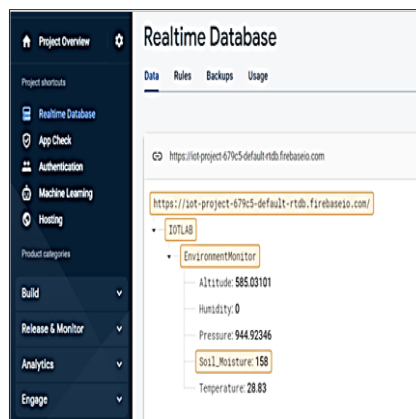 Project Overview
Project shortcuts
Realtime Database
App Check
Authentication
Machine Learning
Hosting
Product categories
Build
Release & Monitor
Analytics
Engage
Realtime Database
Data Rules Backups Usage
https://iot-project-679c5-default-rtdb.firebaseio.com
https://iot-project-679c5-default-rtdb.firebaseio.com/
IOTLAB
EnvironmentMonitor
Altitude: 585.03101
Humidity: 0
Pressure: 944.92346
Soil_Moisture: 158
Temperature: 28.83